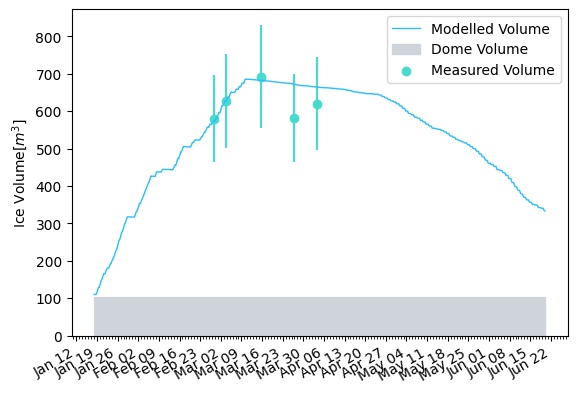 Modelled Volume
Dome Volume
Measured Volume
Ice Volume[$m^3$]
800
700
600
500
400
300
200
100
0
Jan 12
Jan 19
Jan 26
Feb 02
Feb 09
Feb 16
Feb 23
Mar 02
Mar 09
Mar 16
Mar 23
Mar 30
Apr 06
Apr 13
Apr 20
Apr 27
May 04
May 11
May 18
May 25
Jun 01
Jun 08
Jun 15
Jun 22